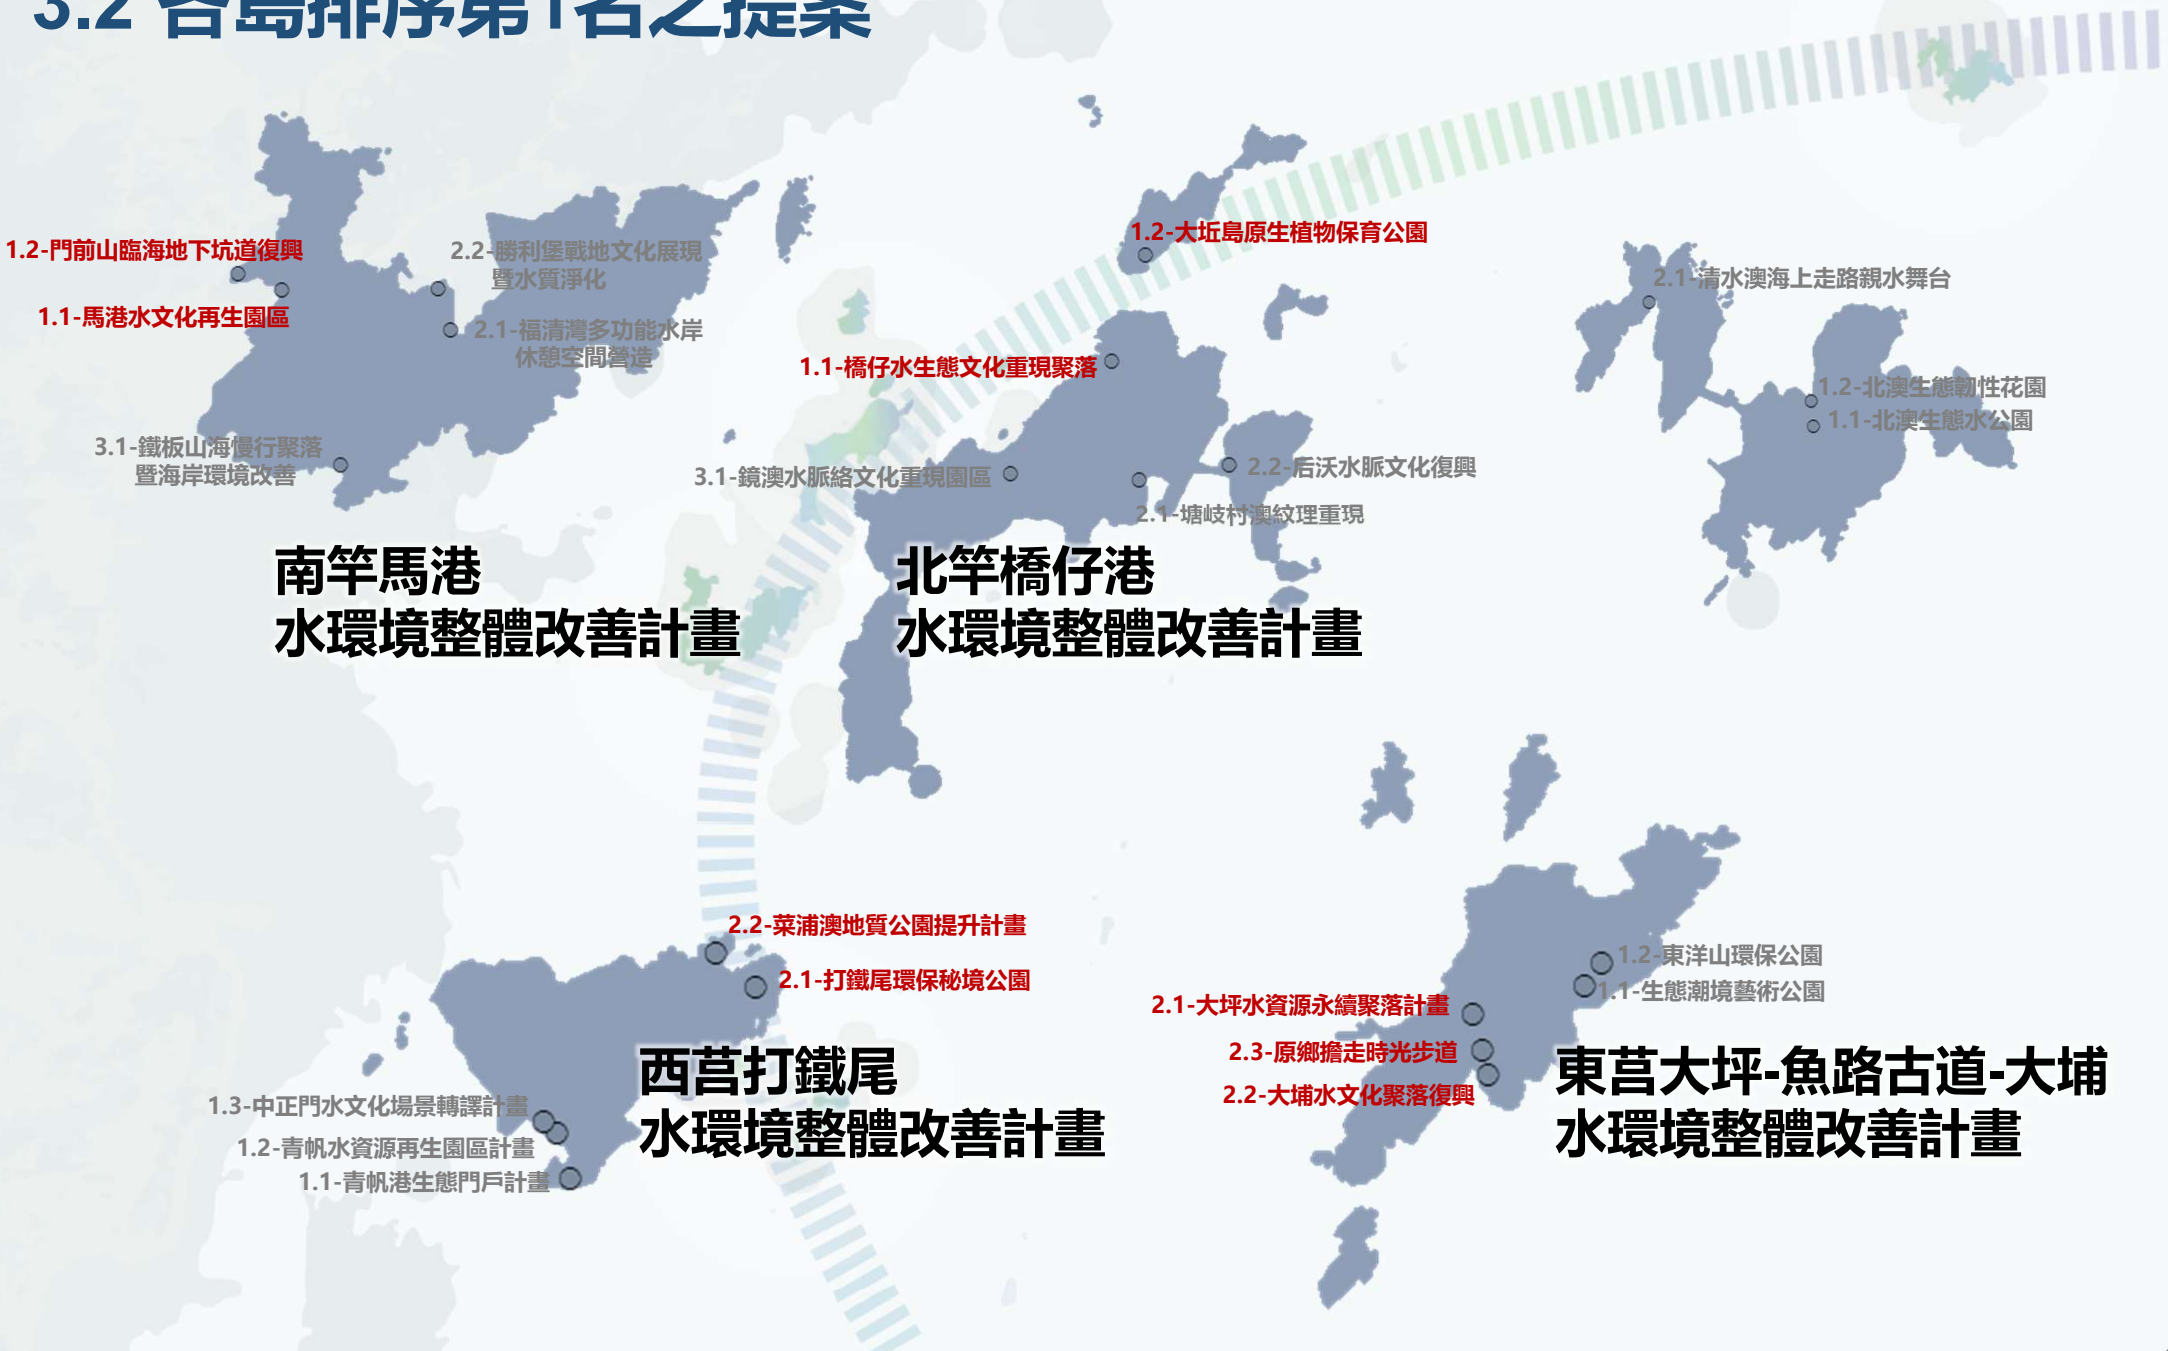 3.2 各島排序第1名之提案
1.2-門前山臨海地下坑道復興
1.1-馬港水文化再生園區
2.2-勝利堡戰地文化展現
暨水質淨化
2.1-福清灣多功能水岸
休憩空間營造
3.1-鐵板山海慢行聚落
暨海岸環境改善
南竿馬港
水環境整體改善計畫
1.2-大坵島原生植物保育公園
1.1-橋仔水生態文化重現聚落
3.1-鏡澳水脈絡文化重現園區
2.2-后沃水脈文化復興
2.1-塘岐村澳紋理重現
北竿橋仔港
水環境整體改善計畫
2.1-清水澳海上走路親水舞台
1.2-北澳生態韌性花園
1.1-北澳生態水公園
2.2-菜浦澳地質公園提升計畫
2.1-打鐵尾環保秘境公園
1.3-中正門水文化場景轉譯計畫
1.2-青帆水資源再生園區計畫
1.1-青帆港生態門戶計畫
西莒打鐵尾
水環境整體改善計畫
1.2-東洋山環保公園
1.1-生態潮境藝術公園
2.1-大坪水資源永續聚落計畫
2.3-原鄉擔走時光步道
2.2-大埔水文化聚落復興
東莒大坪-魚路古道-大埔
水環境整體改善計畫